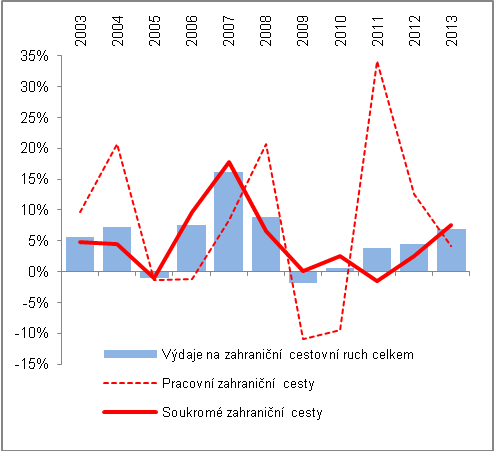 2003 2004 2005 2006 2007 2008 2009 2010 2011 2012 2013
35%
30%
25%
20%
15%
10%
5%
0%
-5%
-10%
-15%
Výdaje na zahraniční cestovní ruch celkem
Pracovní zahraniční cesty
Soukromé zahraniční cesty